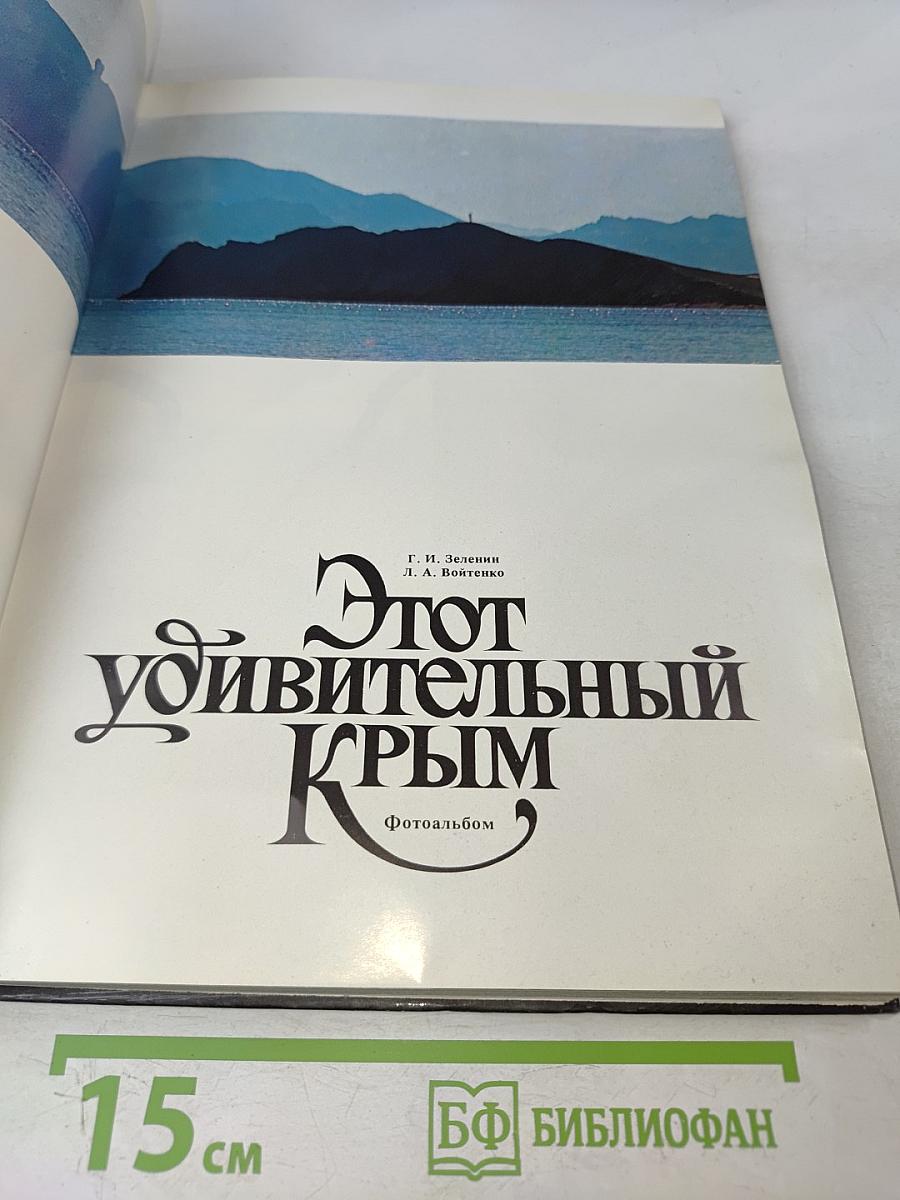 Г. И. Зеленин
Л. А. Войтенко
Этот
удивительный
Крым
Фотоальбом
15 см
БФ БИБЛИОФАН